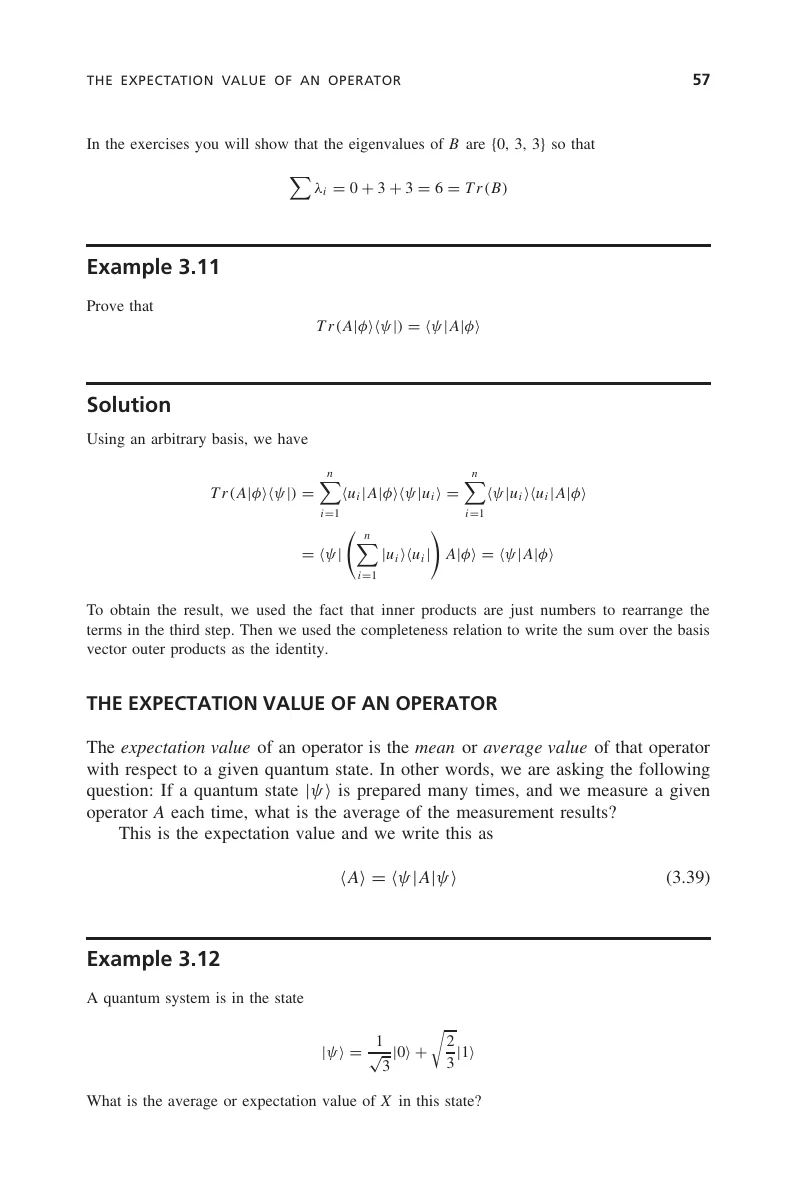 THE EXPECTATION VALUE OF AN OPERATOR 57
In the exercises you will show that the eigenvalues of B are {0, 3, 3} so that
∑ λᵢ = 0 + 3 + 3 = 6 = Tr(B)
Example 3.11
Prove that
Tr(A|ϕ⟩⟨ψ|) = ⟨ψ|A|ϕ⟩
Solution
Using an arbitrary basis, we have
Tr(A|ϕ⟩⟨ψ|) = ∑_{i=1}^{n} ⟨uᵢ|A|ϕ⟩⟨ψ|uᵢ⟩ = ∑_{i=1}^{n} ⟨ψ|uᵢ⟩⟨uᵢ|A|ϕ⟩
= ⟨ψ| (∑_{i=1}^{n} |uᵢ⟩⟨uᵢ|) A|ϕ⟩ = ⟨ψ|A|ϕ⟩
To obtain the result, we used the fact that inner products are just numbers to rearrange the
terms in the third step. Then we used the completeness relation to write the sum over the basis
vector outer products as the identity.
THE EXPECTATION VALUE OF AN OPERATOR
The expectation value of an operator is the mean or average value of that operator
with respect to a given quantum state. In other words, we are asking the following
question: If a quantum state |ψ⟩ is prepared many times, and we measure a given
operator A each time, what is the average of the measurement results?
This is the expectation value and we write this as
⟨A⟩ = ⟨ψ|A|ψ⟩ (3.39)
Example 3.12
A quantum system is in the state
|ψ⟩ = 1/√3 |0⟩ + √(2/3) |1⟩
What is the average or expectation value of X in this state?